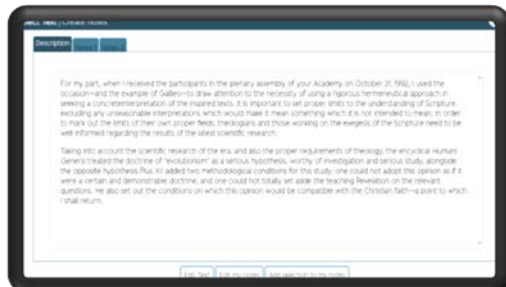 ject Text | Create Notes
Description Notes 1 Notes 2
For my part, when I received the participants in the plenary assembly of your Academy on October 31, 1992, I used the
occasion—and the example of Galileo—to draw attention to the necessity of using a rigorous hermeneutical approach in
seeking a concreteinterpretation of the inspired texts. It is important to set proper limits to the understanding of Scripture,
excluding any unseasonable interpretations which would make it mean something which it is not intended to mean. In order
to mark out the limits of their own proper fields, theologians and those working on the exegesis of the Scripture need to be
well informed regarding the results of the latest scientific research.
Taking into account the scientific research of the era, and also the proper requirements of theology, the encyclical Humani
Generis treated the doctrine of "evolutionism" as a serious hypothesis, worthy of investigation and serious study, alongside
the opposite hypothesis.Pius XII added two methodological conditions for this study: one could not adopt this opinion as if it
were a certain and demonstrable doctrine, and one could not totally set aside the teaching Revelation on the relevant
questions. He also set out the conditions on which this opinion would be compatible with the Christian faith—a point to which
I shall return.
Edit Text Edit my notes Add selection to my notes